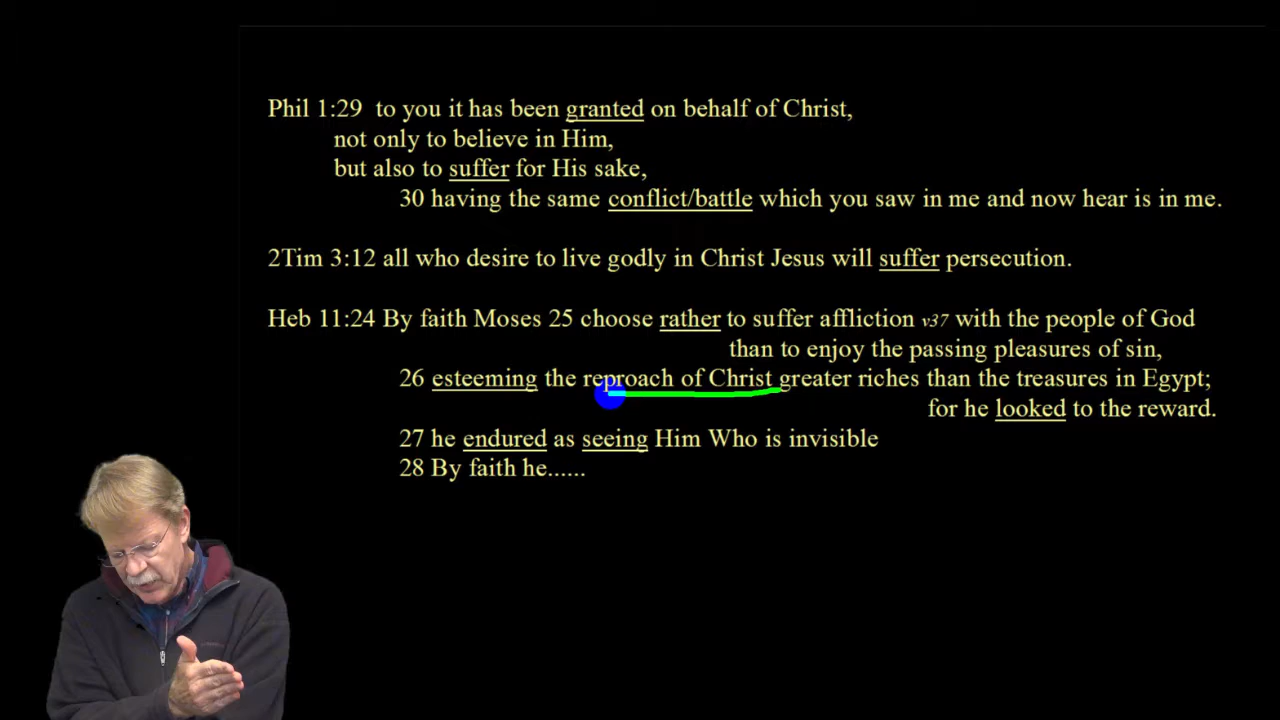 Phil 1:29 to you it has been granted on behalf of Christ,
not only to believe in Him,
but also to suffer for His sake,
30 having the same conflict/battle which you saw in me and now hear is in me.
2Tim 3:12 all who desire to live godly in Christ Jesus will suffer persecution.
Heb 11:24 By faith Moses 25 choose rather to suffer affliction v37 with the people of God
than to enjoy the passing pleasures of sin,
26 esteeming the reproach of Christ greater riches than the treasures in Egypt;
for he looked to the reward.
27 he endured as seeing Him Who is invisible
28 By faith he......